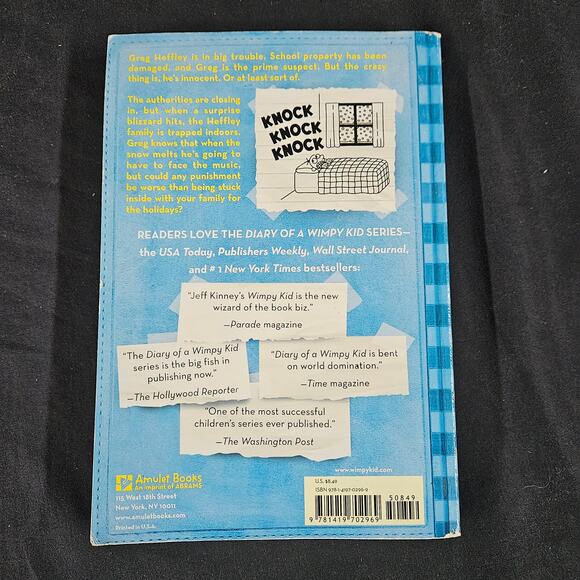 Greg Heffley is in big trouble. School property has been
damaged, and Greg is the prime suspect. But the crazy
thing is, he's innocent. Or at least sort of.
The authorities are closing
in, but when a surprise
blizzard hits, the Heffley
family is trapped indoors.
Greg knows that when the
snow melts he's going to
have to face the music,
but could any punishment
be worse than being stuck
inside with your family for
the holidays?
KNOCK
KNOCK
KNOCK
READERS LOVE THE DIARY OF A WIMPY KID SERIES—
the USA Today, Publishers Weekly, Wall Street Journal,
and #1 New York Times bestsellers:
"Jeff Kinney's Wimpy Kid is the new
wizard of the book biz."
—Parade magazine
"The Diary of a Wimpy Kid
series is the big fish in
publishing now."
—The Hollywood Reporter
"Diary of a Wimpy Kid is bent
on world domination."
—Time magazine
"One of the most successful
children's series ever published."
—The Washington Post
www.wimpykid.com
Amulet Books
An imprint of ABRAMS
115 West 18th Street
New York, NY 10011
www.amuletbooks.com
Printed in U.S.A.
U.S. $8.49
ISBN 978-1-4197-0296-9
50849
9 781419 702969